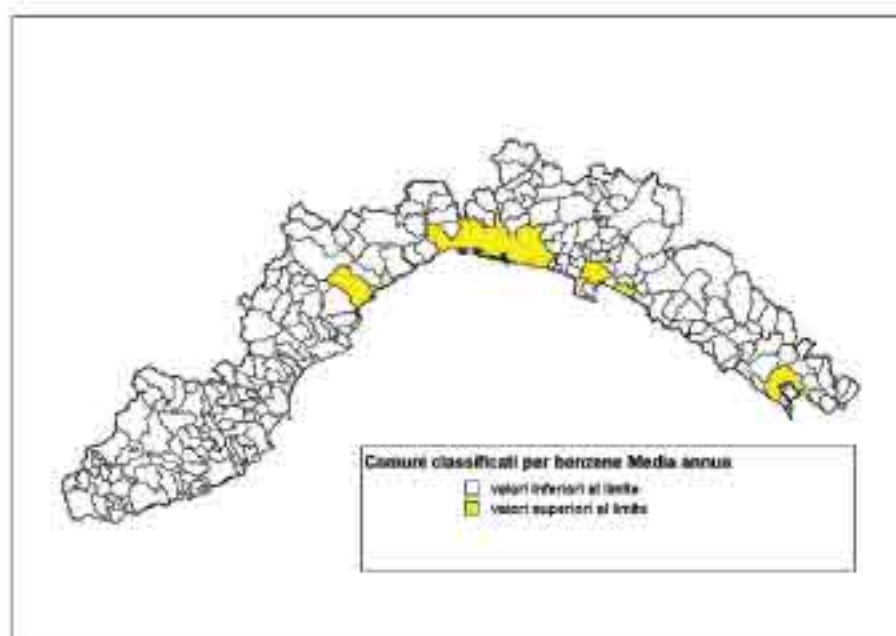 Comuni classificati per benzene Media annua
valori inferiori al limite
valori superiori al limite